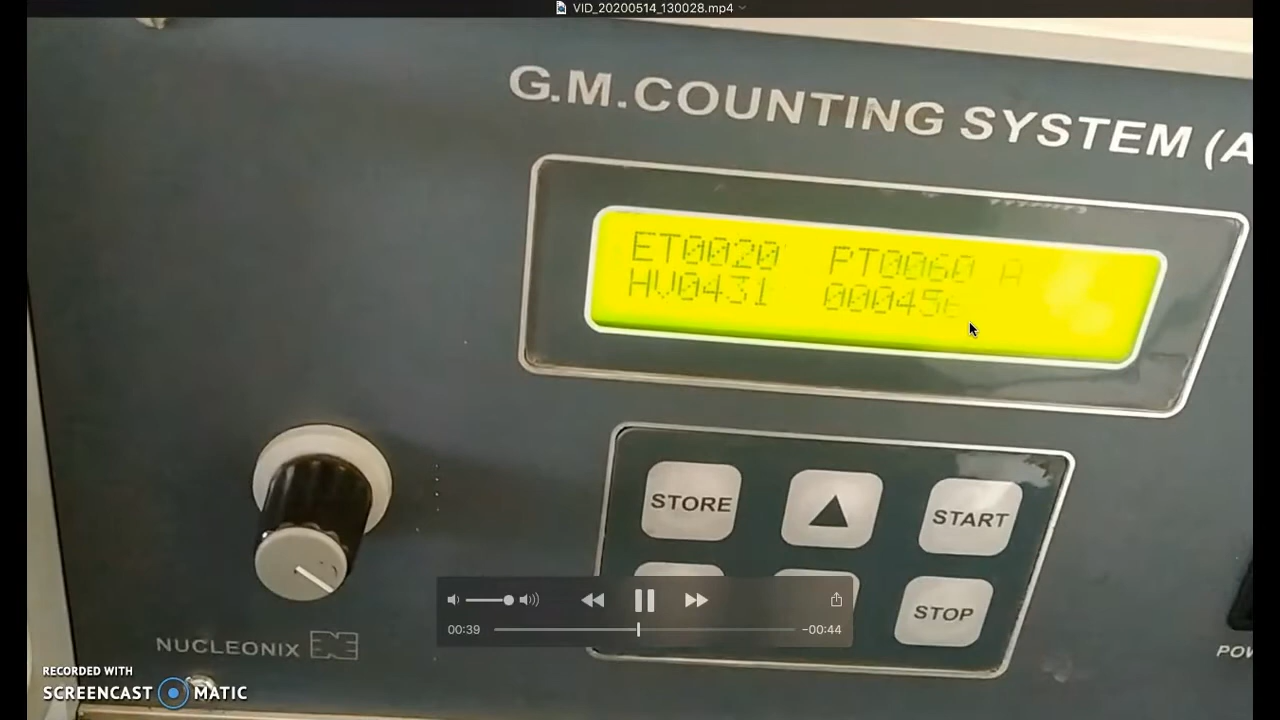 VID_20200514_130028.mp4
G.M.COUNTING SYSTEM (A
ET0020 PT0060 A
HV0431
STORE
START
STOP
00:39
-00:44
NUCLEONIX
RECORDED WITH
SCREENCAST MATIC